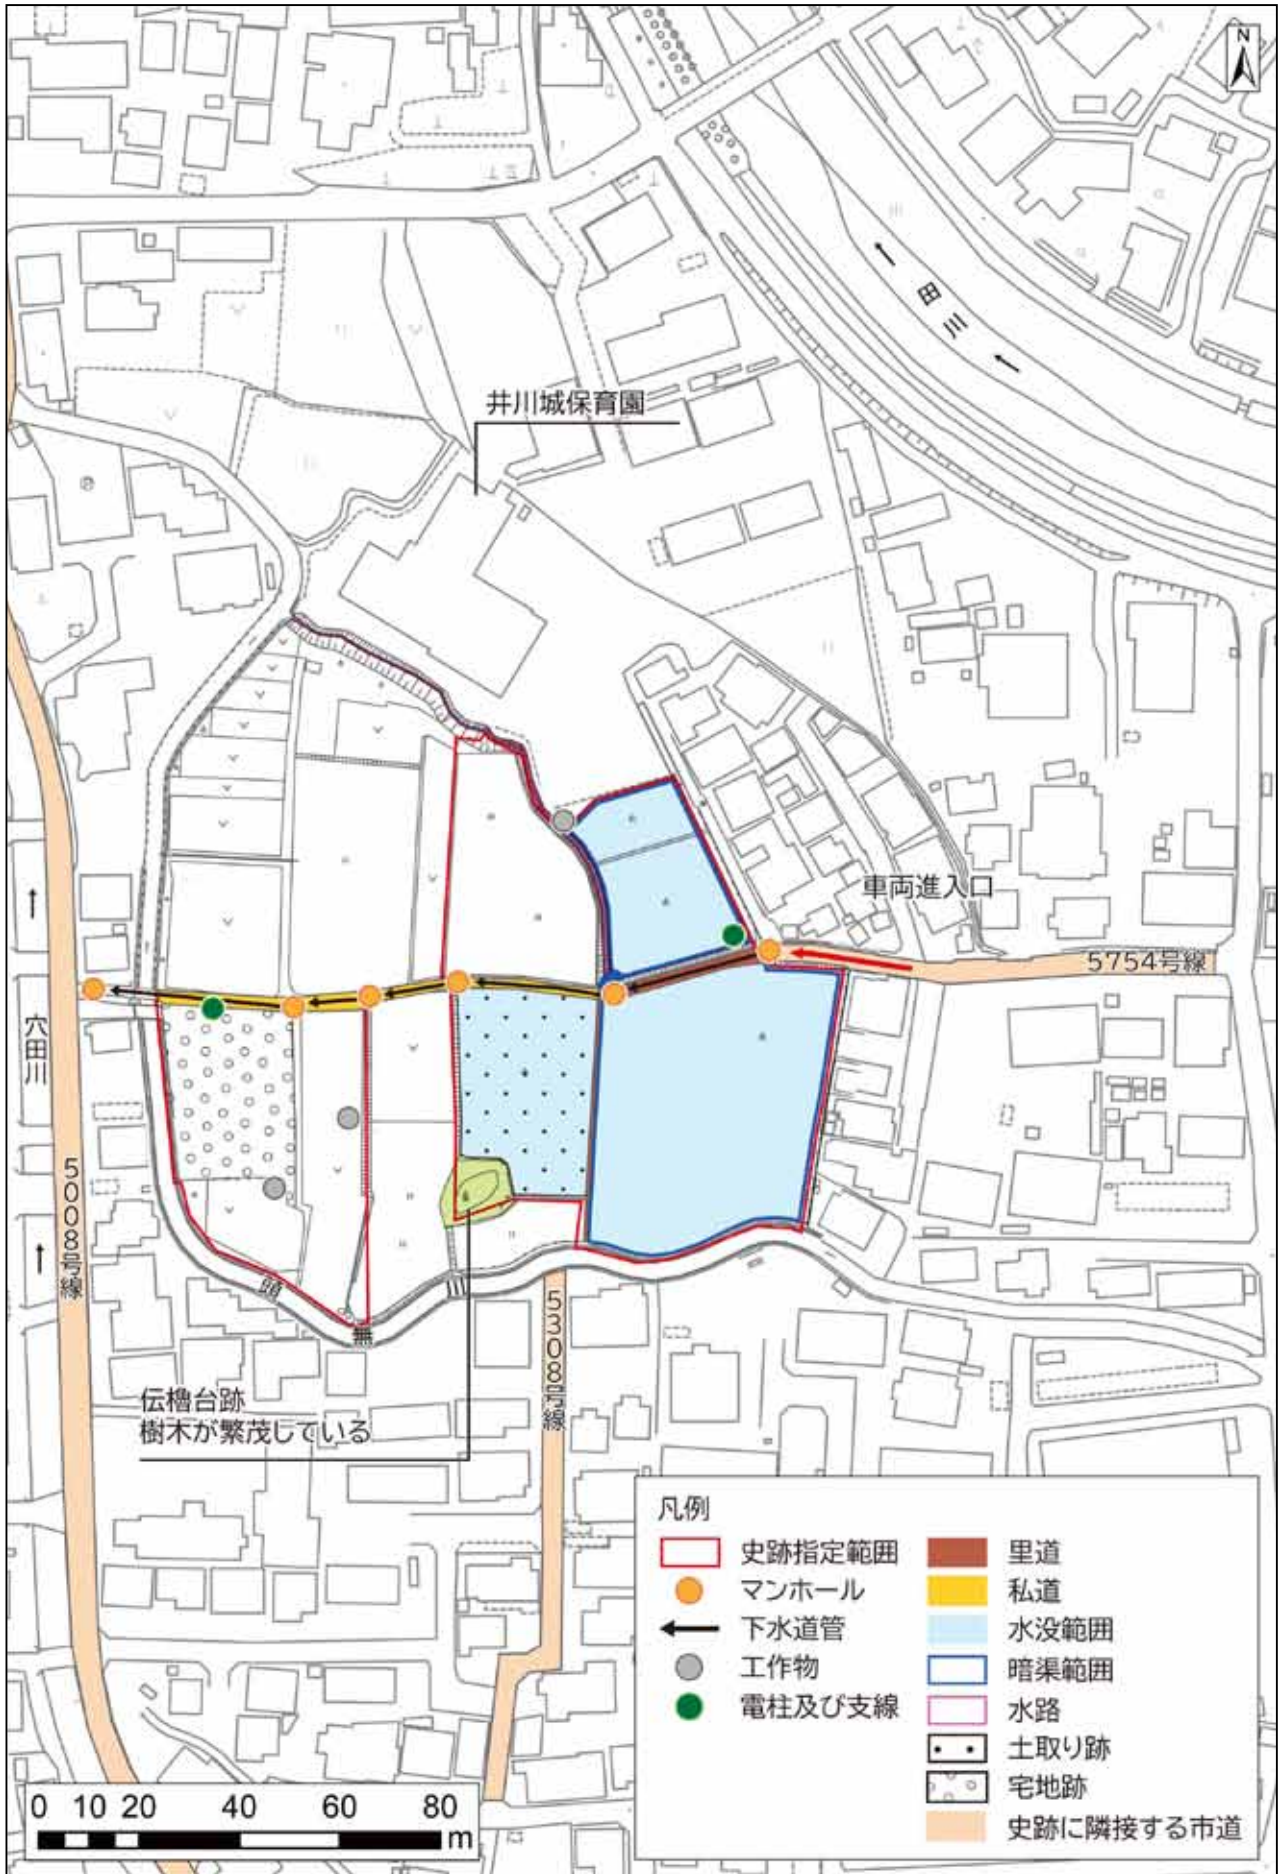 N
田川
井川城保育園
車両進入口
5754号線
穴田川
5008号線
頭
無
川
5308号線
伝櫓台跡
樹木が繁茂している
凡例
史跡指定範囲
マンホール
下水道管
工作物
電柱及び支線
里道
私道
水没範囲
暗渠範囲
水路
土取り跡
宅地跡
史跡に隣接する市道
0 10 20 40 60 80
m